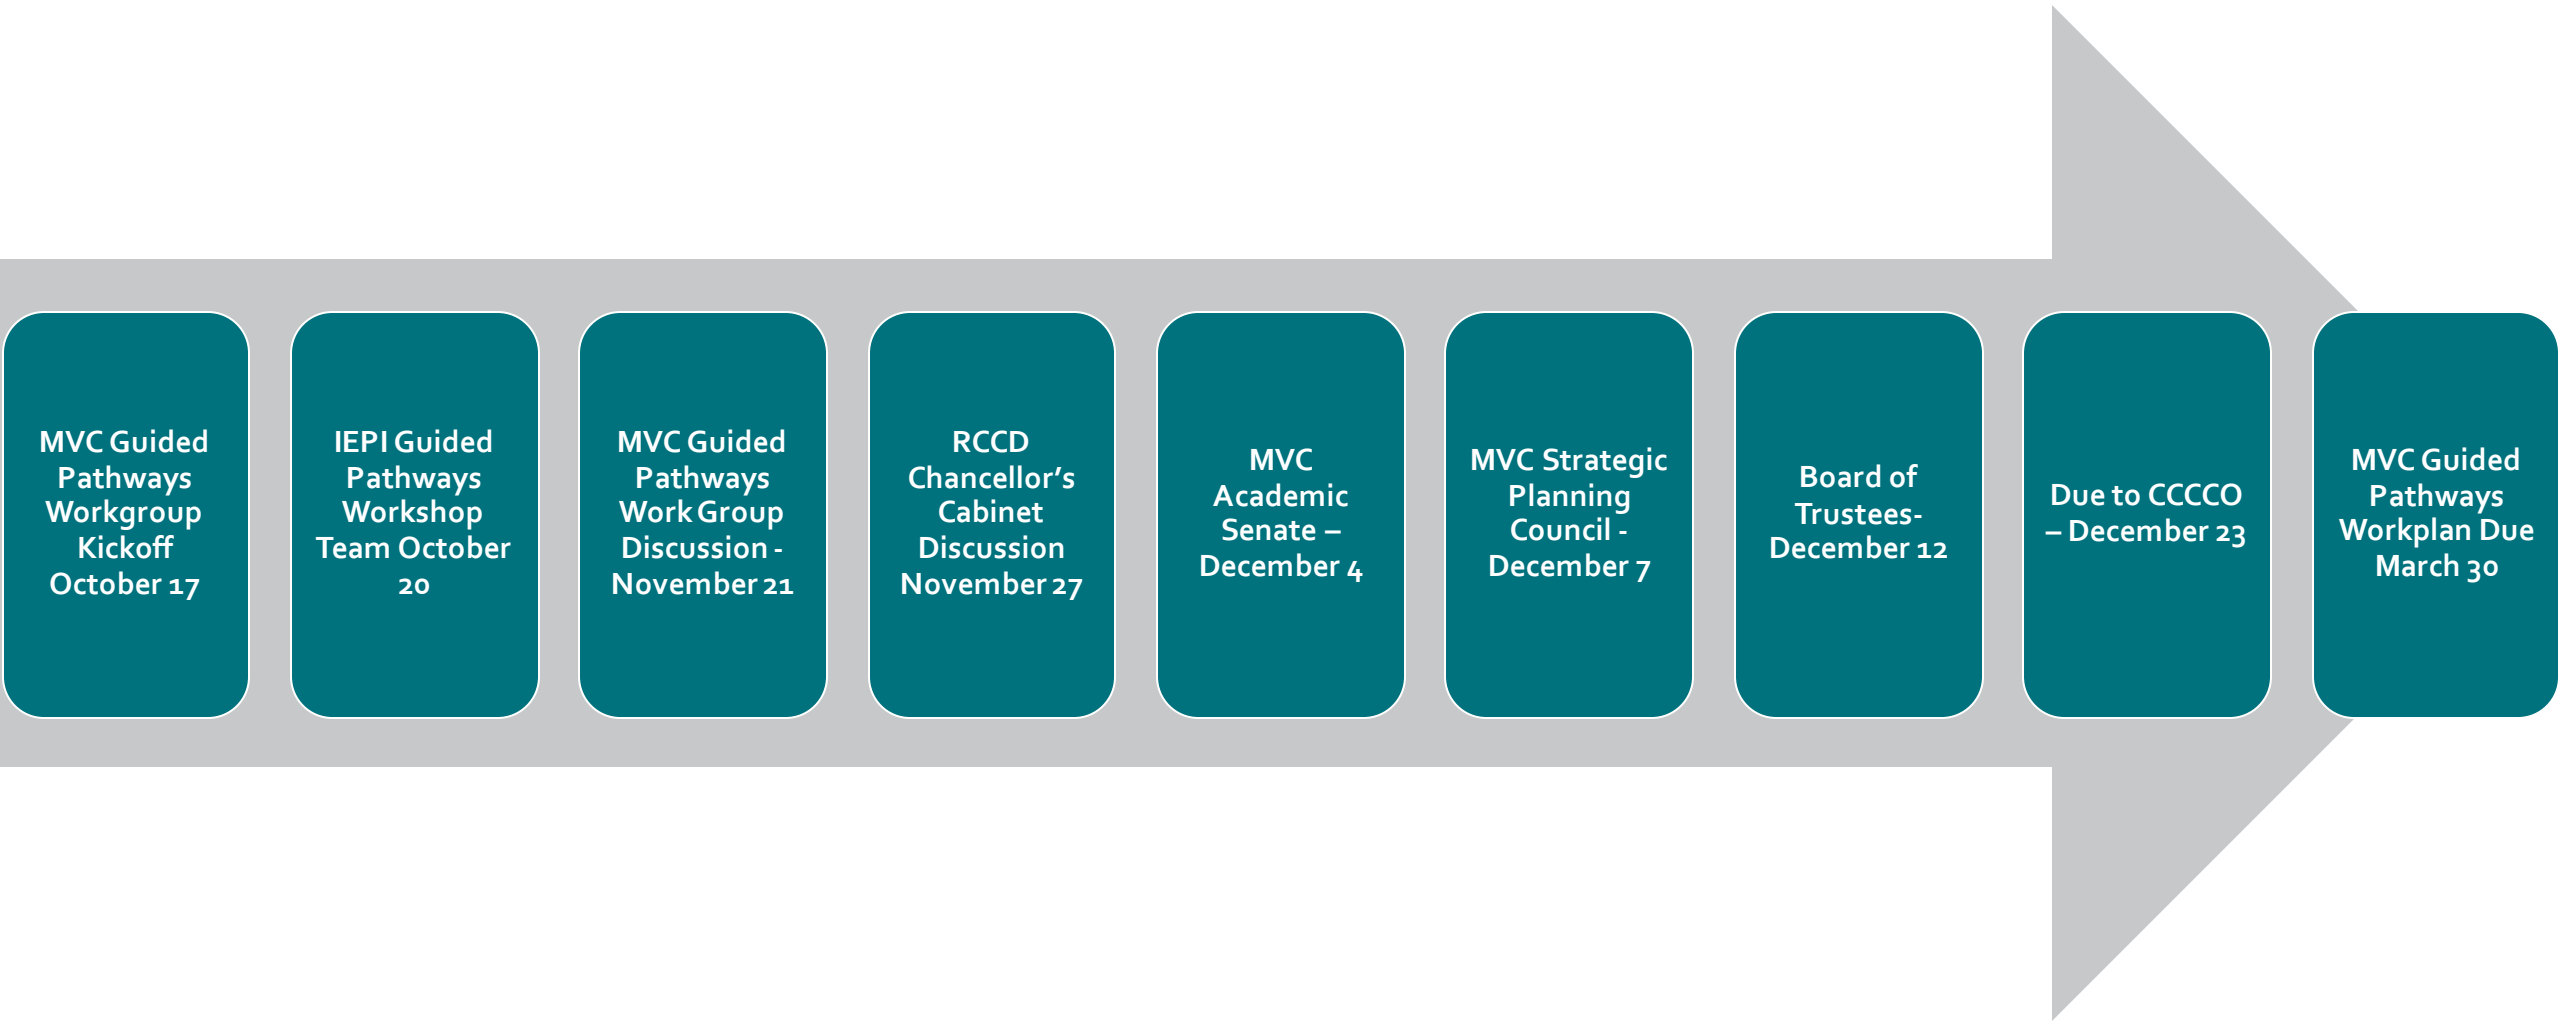 MVC Guided
Pathways
Workgroup
Kickoff
October 17
IEPI Guided
Pathways
Workshop
Team October
20
MVC Guided
Pathways
Work Group
Discussion -
November 21
RCCD
Chancellor’s
Cabinet
Discussion
November 27
MVC
Academic
Senate –
December 4
MVC Strategic
Planning
Council -
December 7
Board of
Trustees-
December 12
Due to CCCCO
– December 23
MVC Guided
Pathways
Workplan Due
March 30